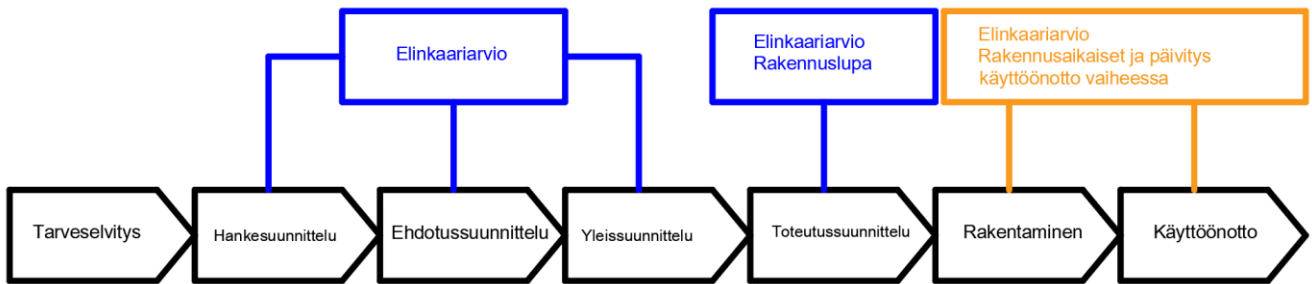 Elinkaariarvio
Elinkaariarvio
Rakennuslupa
Elinkaariarvio
Rakennusaikaiset ja päivitys
käyttöönotto vaiheessa
Tarveselvitys
Hankesuunnittelu
Ehdotussuunnittelu
Yleissuunnittelu
Toteutussuunnittelu
Rakentaminen
Käyttöönotto